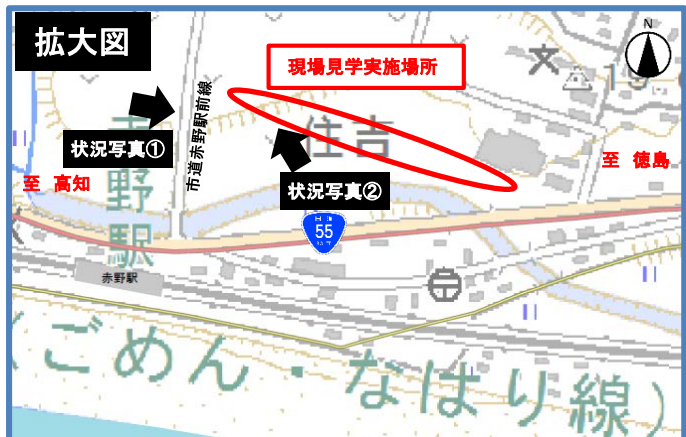 拡大図
N
現場見学実施場所
文
19
市道赤野駅前線
住吉
状況写真①
至 高知
至 徳島
状況写真②
赤野駅
55
赤野駅
(ごめん・なはり線)